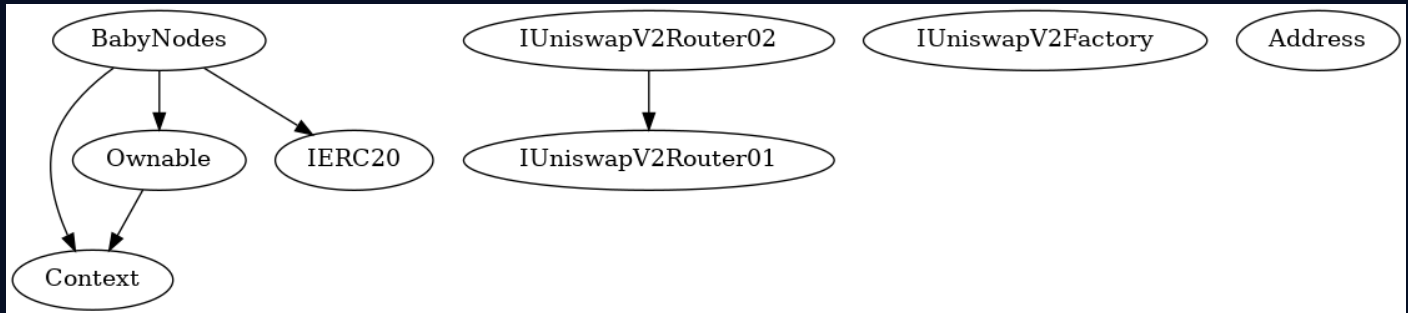 BabyNodes
IUniswapV2Router02
IUniswapV2Factory
Address
Ownable
IERC20
IUniswapV2Router01
Context